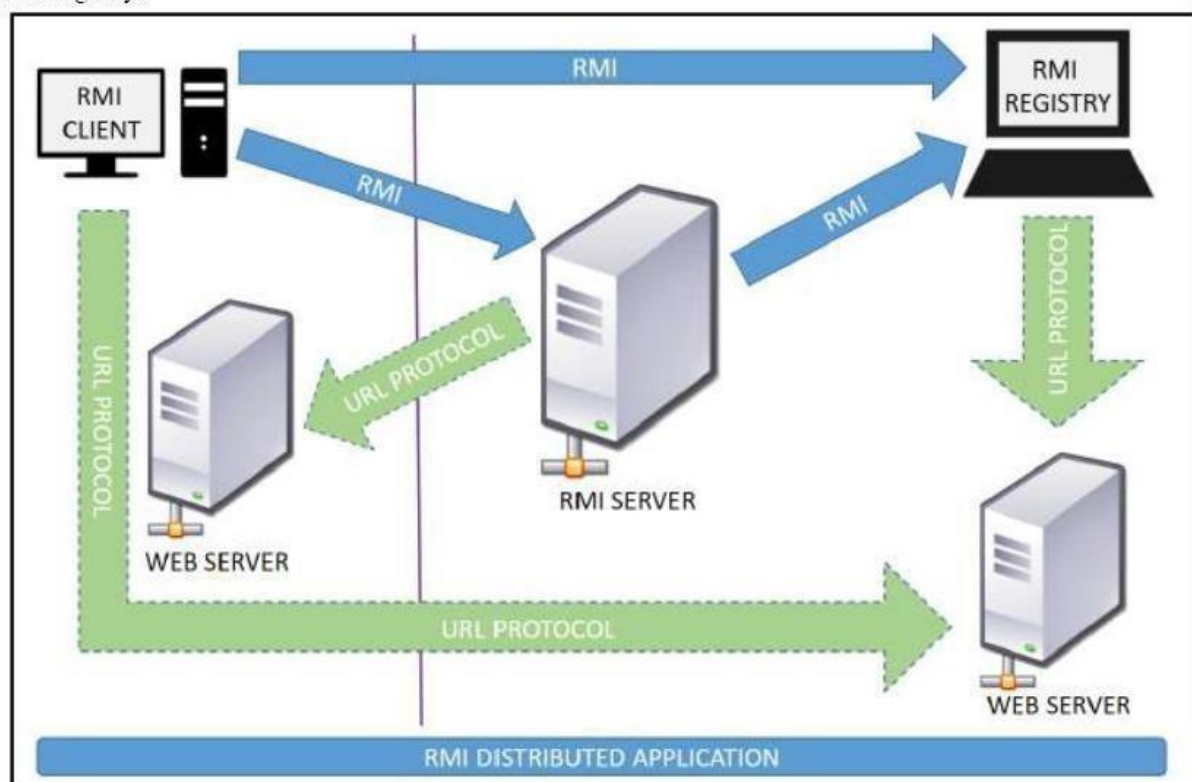 RMI
CLIENT
RMI
RMI
REGISTRY
RMI
RMI
URL PROTOCOL
URL PROTOCOL
URL PROTOCOL
RMI SERVER
WEB SERVER
URL PROTOCOL
WEB SERVER
RMI DISTRIBUTED APPLICATION